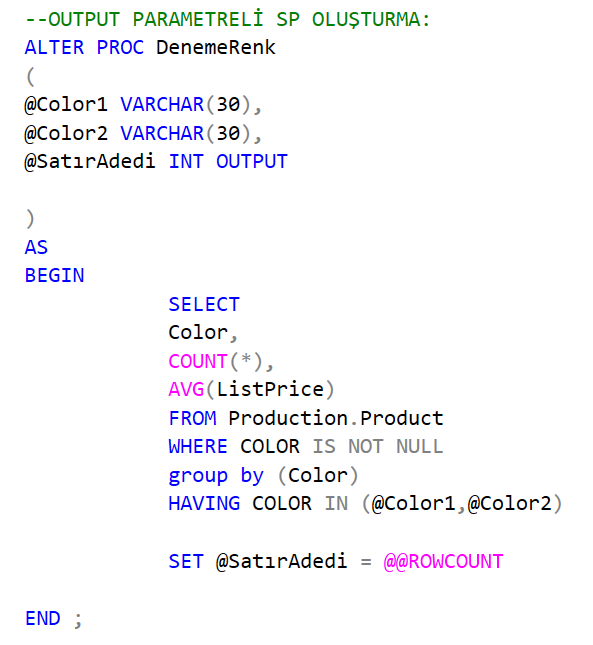 --OUTPUT PARAMETRELİ SP OLUŞTURMA:
ALTER PROC DenemeRenk
(
@Color1 VARCHAR(30),
@Color2 VARCHAR(30),
@SatırAdedi INT OUTPUT
)
AS
BEGIN
SELECT
Color,
COUNT(*),
AVG(ListPrice)
FROM Production.Product
WHERE COLOR IS NOT NULL
group by (Color)
HAVING COLOR IN (@Color1,@Color2)
SET @SatırAdedi = @@ROWCOUNT
END ;